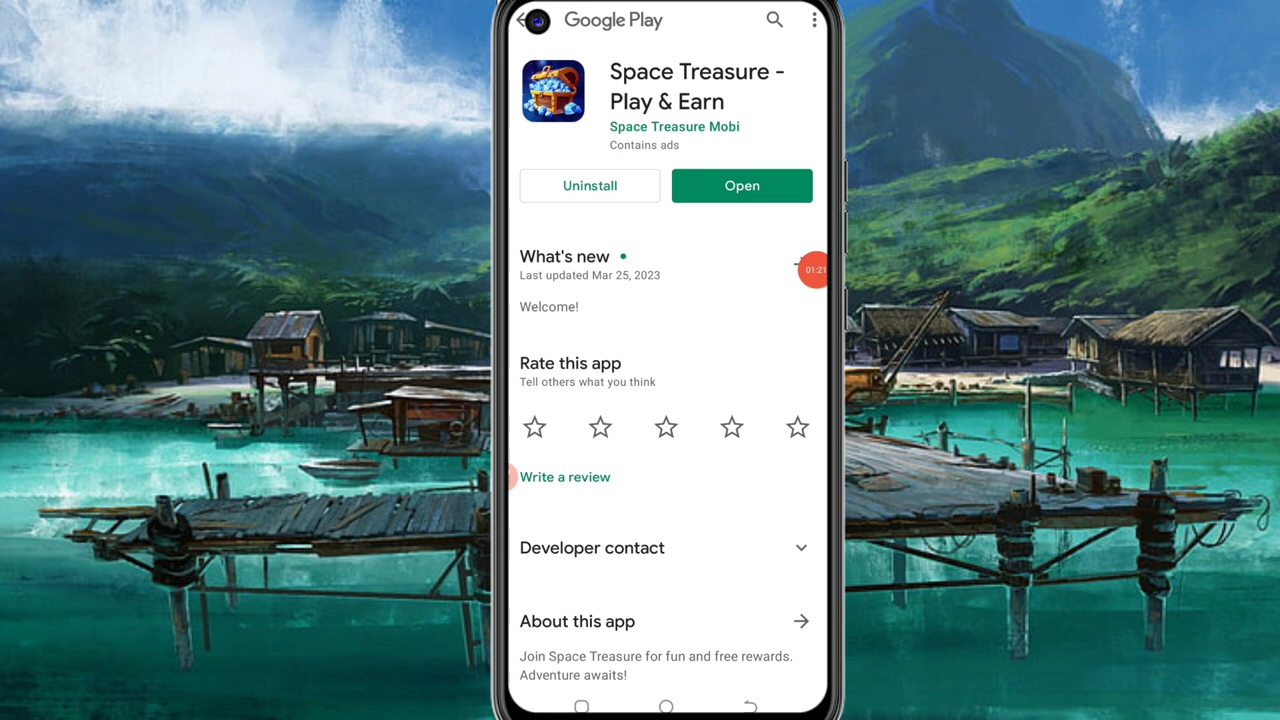 Google Play
Space Treasure -
Play & Earn
Space Treasure Mobi
Contains ads
Uninstall
Open
What's new
Last updated Mar 25, 2023
01:21
Welcome!
Rate this app
Tell others what you think
Write a review
Developer contact
About this app
Join Space Treasure for fun and free rewards.
Adventure awaits!